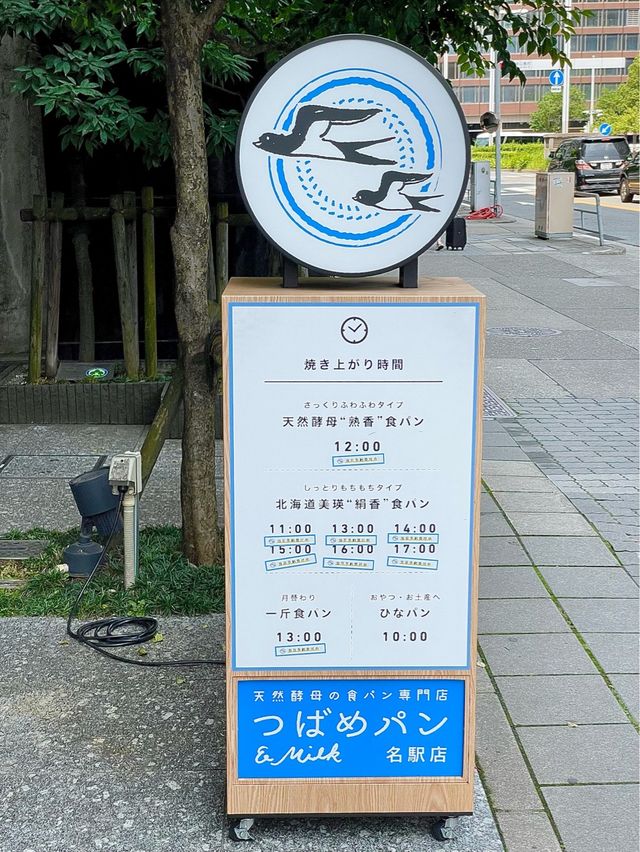 焼き上がり時間
さっくりふわふわタイプ
天然酵母“熟香”食パン
12:00
しっとりもちもちタイプ
北海道美瑛“絹香”食パン
11:00 13:00 14:00
15:00 16:00 17:00
月替わり
一斤食パン
13:00
おやつ・お土産へ
ひなパン
10:00
天然酵母の食パン専門店
つばめパン
& Milk 名駅店